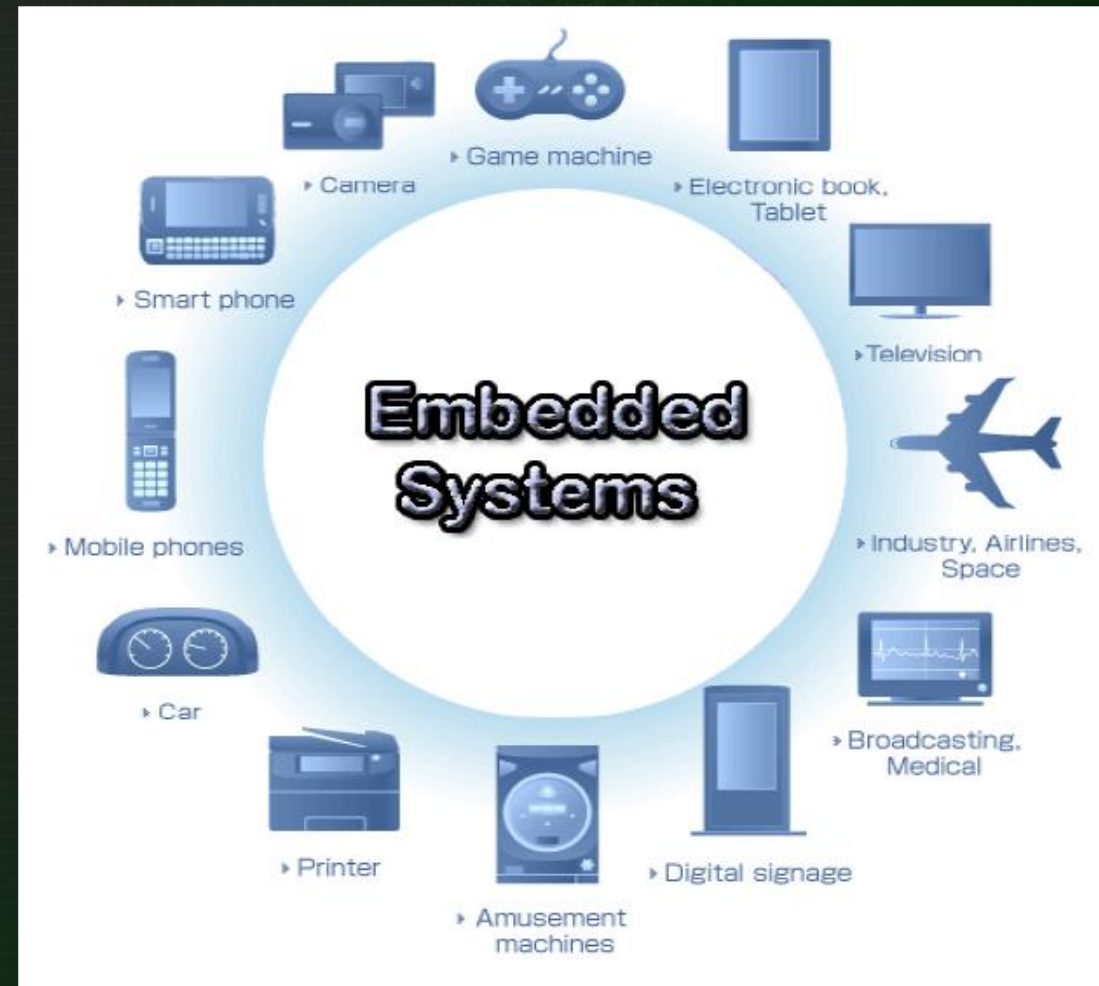 Game machine
Electronic book,
Tablet
Camera
Television
Smart phone
Embedded
Systems
Industry, Airlines,
Space
Mobile phones
Broadcasting,
Medical
Car
Digital signage
Printer
Amusement
machines